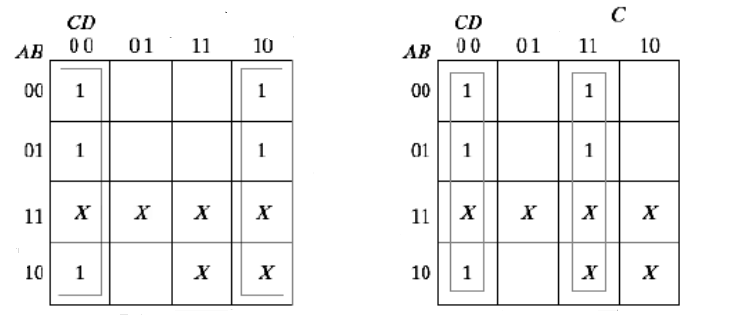 CD
00 01 11 10
AB
00 1 1
01 1 1
11 X X X X
10 1 X X
CD C
00 01 11 10
AB
00 1 1
01 1 1
11 X X X X
10 1 X X